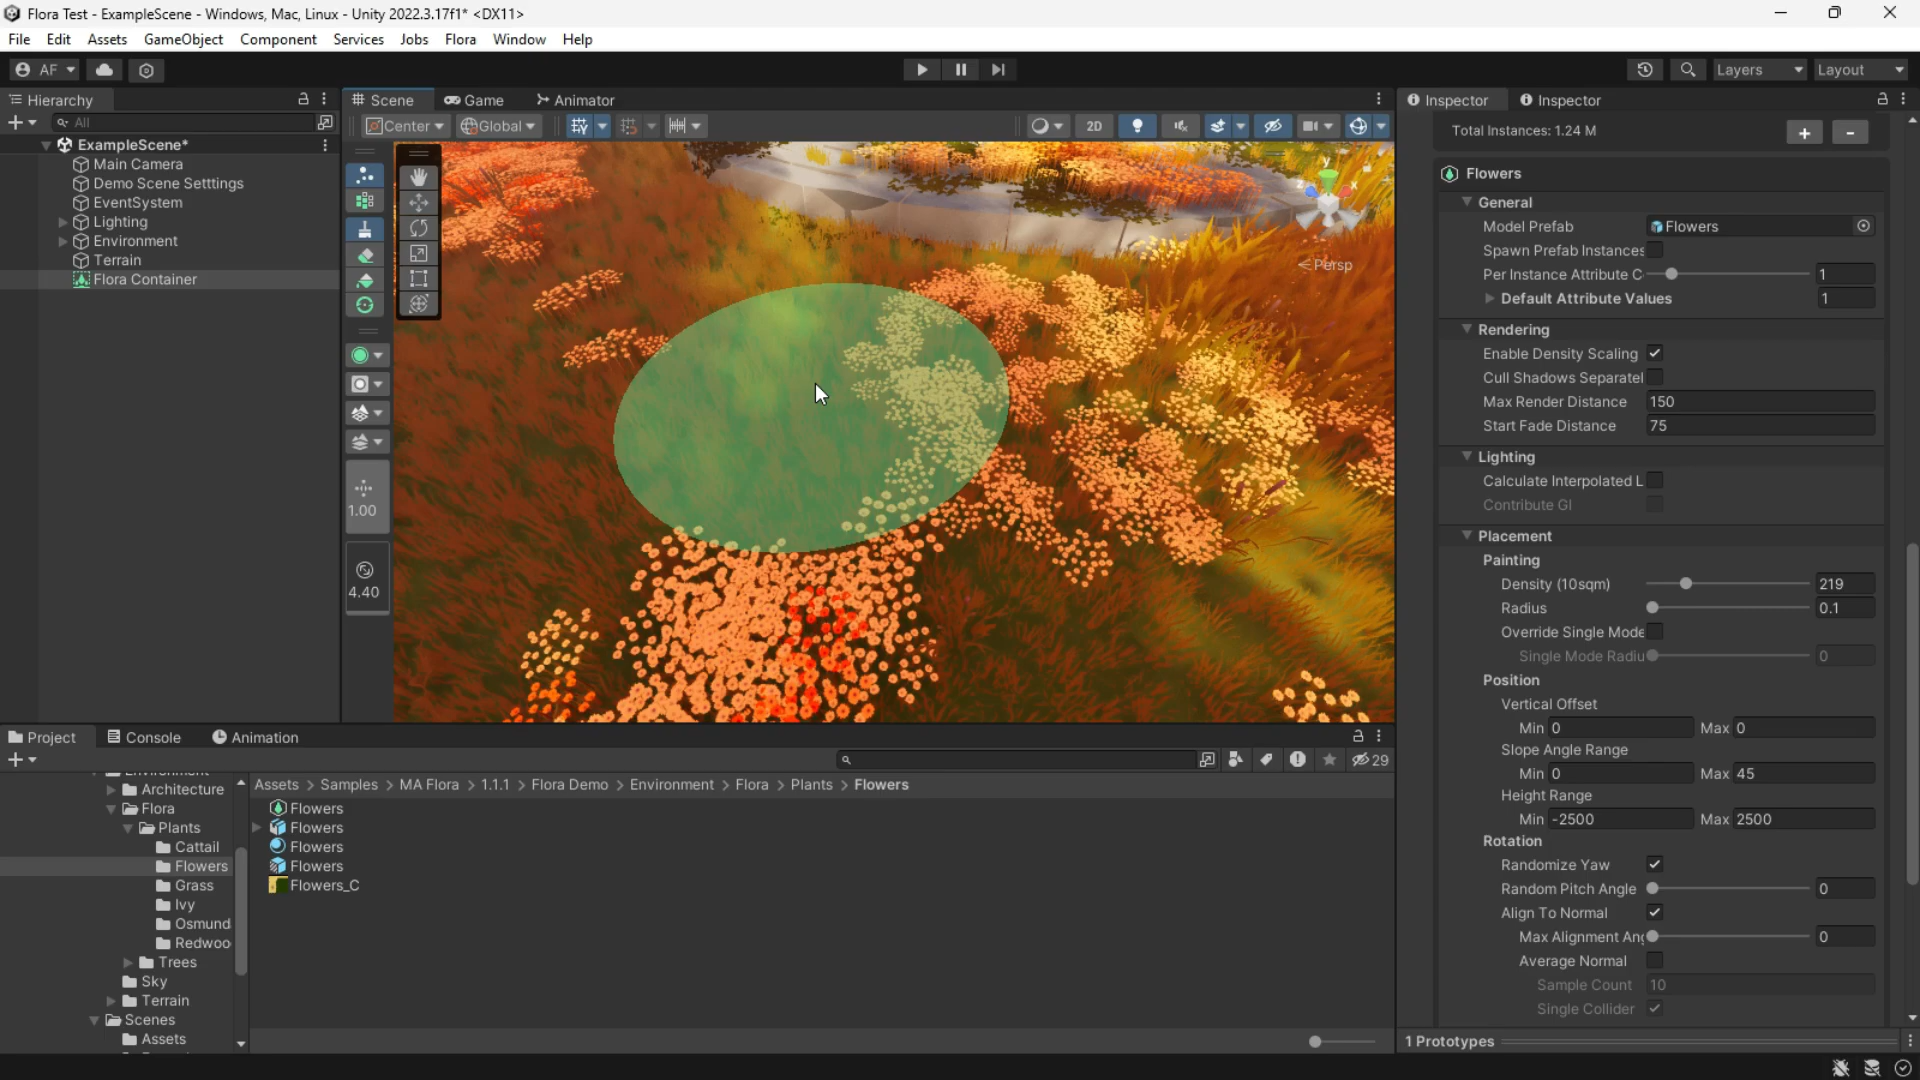 Flora Test - ExampleScene - Windows, Mac, Linux - Unity 2022.3.17f1* <DX11>
File Edit Assets GameObject Component Services Jobs Flora Window Help
AF
Layers Layout
Hierarchy
All
ExampleScene*
Main Camera
Demo Scene Setttings
EventSystem
Lighting
Environment
Terrain
Flora Container
Scene Game Animator
Center Global 2D
1.00
4.40
y
x
z
Persp
Inspector Inspector
Total Instances: 1.24 M
+ -
Flowers
General
Model Prefab Flowers
Spawn Prefab Instances
Per Instance Attribute C 1
Default Attribute Values 1
Rendering
Enable Density Scaling
Cull Shadows Separatel
Max Render Distance 150
Start Fade Distance 75
Lighting
Calculate Interpolated L
Contribute GI
Placement
Painting
Density (10sqm) 219
Radius 0.1
Override Single Mode
Single Mode Radiu 0
Position
Vertical Offset
Min 0 Max 0
Slope Angle Range
Min 0 Max 45
Height Range
Min -2500 Max 2500
Rotation
Randomize Yaw
Random Pitch Angle 0
Align To Normal
Max Alignment Ang 0
Average Normal
Sample Count 10
Single Collider
1 Prototypes
Project Console Animation
29
Environment
Architecture
Flora
Plants
Cattail
Flowers
Grass
Ivy
Osmund
Redwoo
Trees
Sky
Terrain
Scenes
Assets
Assets > Samples > MA Flora > 1.1.1 > Flora Demo > Environment > Flora > Plants > Flowers
Flowers
Flowers
Flowers
Flowers
Flowers_C